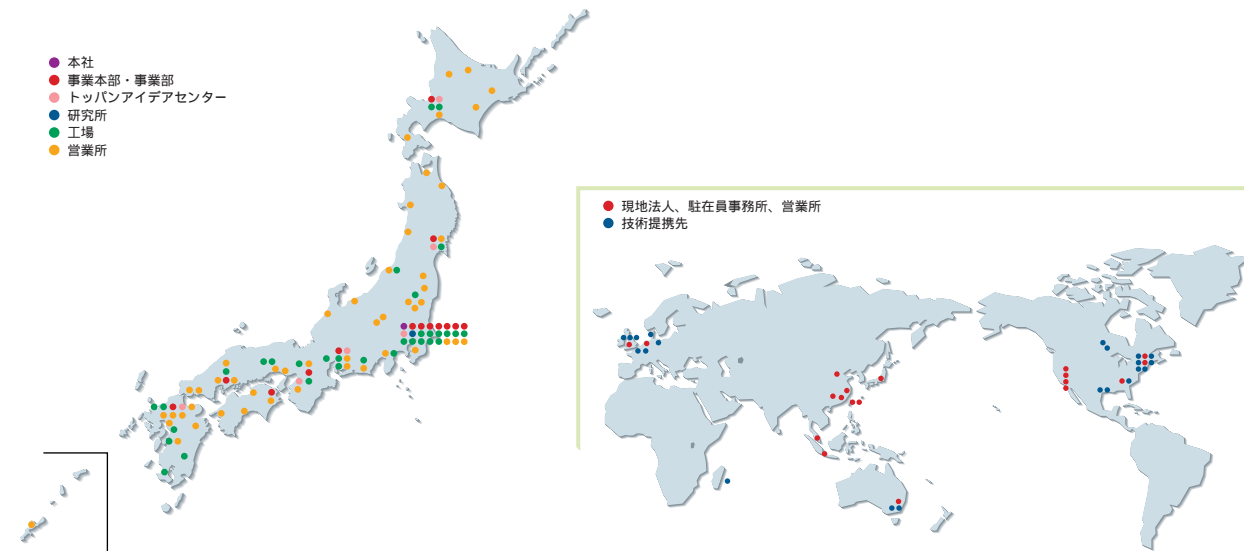 本社
事業本部・事業部
トッパンアイデアセンター
研究所
工場
営業所
現地法人、駐在員事務所、営業所
技術提携先